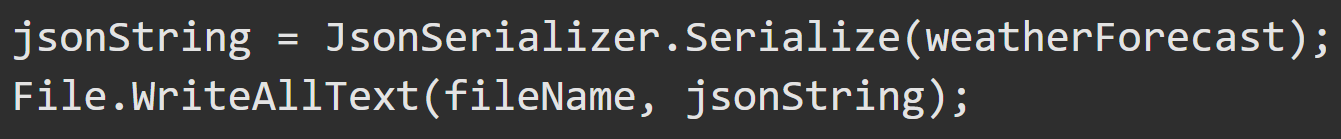 jsonString = JsonSerializer.Serialize(weatherForecast);
File.WriteAllText(fileName, jsonString);